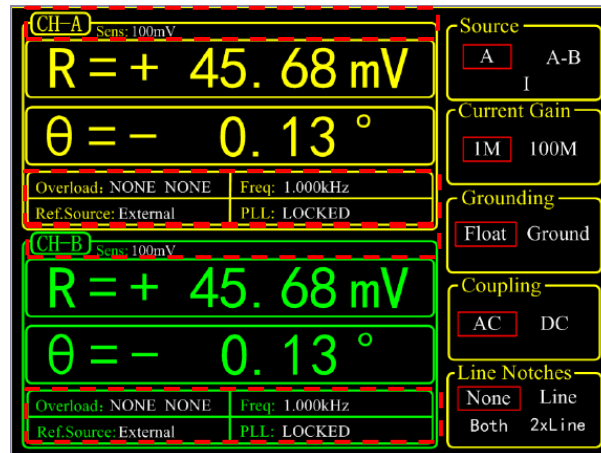 CH-A Sens: 100mV
R = + 45.68 mV
θ = - 0.13 °
Overload: NONE NONE Freq: 1.000kHz
Ref.Source: External PLL: LOCKED
CH-B Sens: 100mV
R = + 45.68 mV
θ = - 0.13 °
Overload: NONE NONE Freq: 1.000kHz
Ref.Source: External PLL: LOCKED
Source
A A-B
I
Current Gain
1M 100M
Grounding
Float Ground
Coupling
AC DC
Line Notches
None Line
Both 2xLine